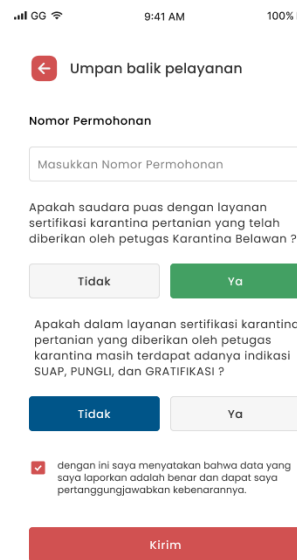 GG 9:41 AM 100%
Umpan balik pelayanan
Nomor Permohonan
Masukkan Nomor Permohonan
Apakah saudara puas dengan layanan
sertifikasi karantina pertanian yang telah
diberikan oleh petugas Karantina Belawan ?
Tidak Ya
Apakah dalam layanan sertifikasi karantina
pertanian yang diberikan oleh petugas
karantina masih terdapat adanya indikasi
SUAP, PUNGLI, dan GRATIFIKASI ?
Tidak Ya
dengan ini saya menyatakan bahwa data yang
saya laporkan adalah benar dan dapat saya
pertanggungjawabkan kebenarannya.
Kirim